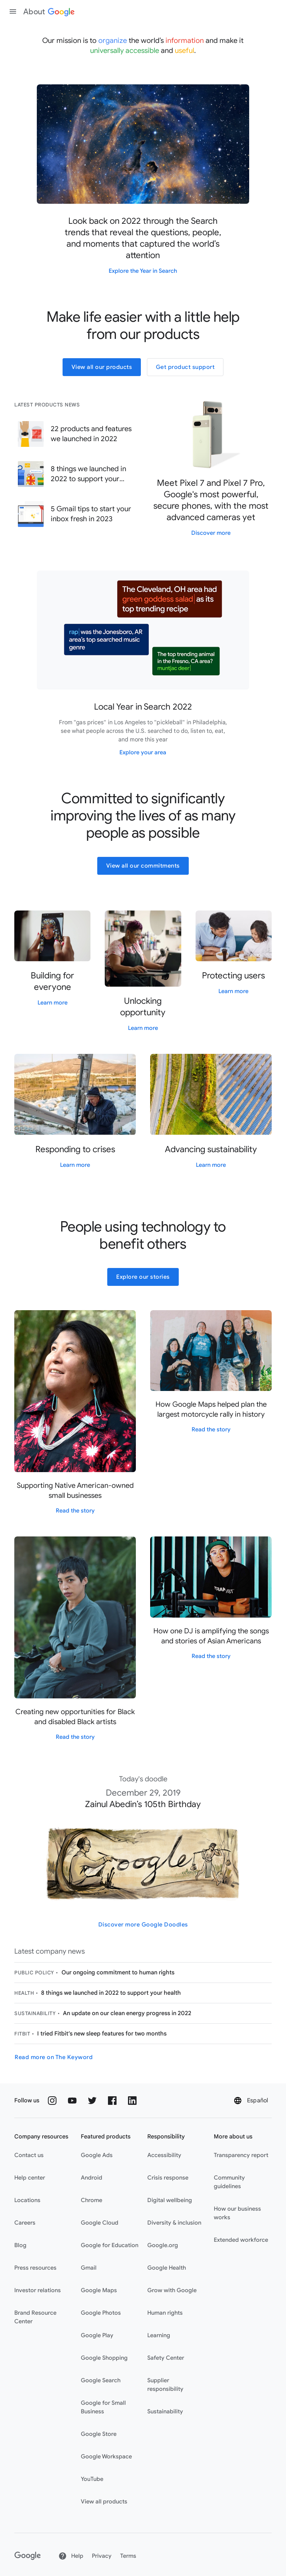 About Google
Our mission is to organize the world's information and make it
universally accessible and useful.
Look back on 2022 through the Search
trends that reveal the questions, people,
and moments that captured the world's
attention
Explore the Year in Search
Make life easier with a little help
from our products
View all our products
Get product support
LATEST PRODUCTS NEWS
22 products and features
we launched in 2022
8 things we launched in
2022 to support your...
5 Gmail tips to start your
inbox fresh in 2023
Meet Pixel 7 and Pixel 7 Pro,
Google's most powerful,
secure phones, with the most
advanced cameras yet
Discover more
The Cleveland, OH area had
green goddess salad| as its
top trending recipe
rap| was the Jonesboro, AR
area's top searched music
genre
The top trending animal
in the Fresno, CA area?
muntjac deer|
Local Year in Search 2022
From "gas prices" in Los Angeles to "pickleball" in Philadelphia,
see what people across the U.S. searched to do, listen to, eat,
and more this year
Explore your area
Committed to significantly
improving the lives of as many
people as possible
View all our commitments
Building for
everyone
Learn more
Unlocking
opportunity
Learn more
Protecting users
Learn more
Responding to crises
Learn more
Advancing sustainability
Learn more
People using technology to
benefit others
Explore our stories
Supporting Native American-owned
small businesses
Read the story
How Google Maps helped plan the
largest motorcycle rally in history
Read the story
Creating new opportunities for Black
and disabled Black artists
Read the story
How one DJ is amplifying the songs
and stories of Asian Americans
Read the story
Today's doodle
December 29, 2019
Zainul Abedin's 105th Birthday
Google
Discover more Google Doodles
Latest company news
PUBLIC POLICY • Our ongoing commitment to human rights
HEALTH • 8 things we launched in 2022 to support your health
SUSTAINABILITY • An update on our clean energy progress in 2022
FITBIT • I tried Fitbit's new sleep features for two months
Read more on The Keyword
Follow us
Español
Company resources
Contact us
Help center
Locations
Careers
Blog
Press resources
Investor relations
Brand Resource
Center
Featured products
Google Ads
Android
Chrome
Google Cloud
Google for Education
Gmail
Google Maps
Google Photos
Google Play
Google Shopping
Google Search
Google for Small
Business
Google Store
Google Workspace
YouTube
View all products
Responsibility
Accessibility
Crisis response
Digital wellbeing
Diversity & inclusion
Google.org
Google Health
Grow with Google
Human rights
Learning
Safety Center
Supplier
responsibility
Sustainability
More about us
Transparency report
Community
guidelines
How our business
works
Extended workforce
Google
Help
Privacy
Terms